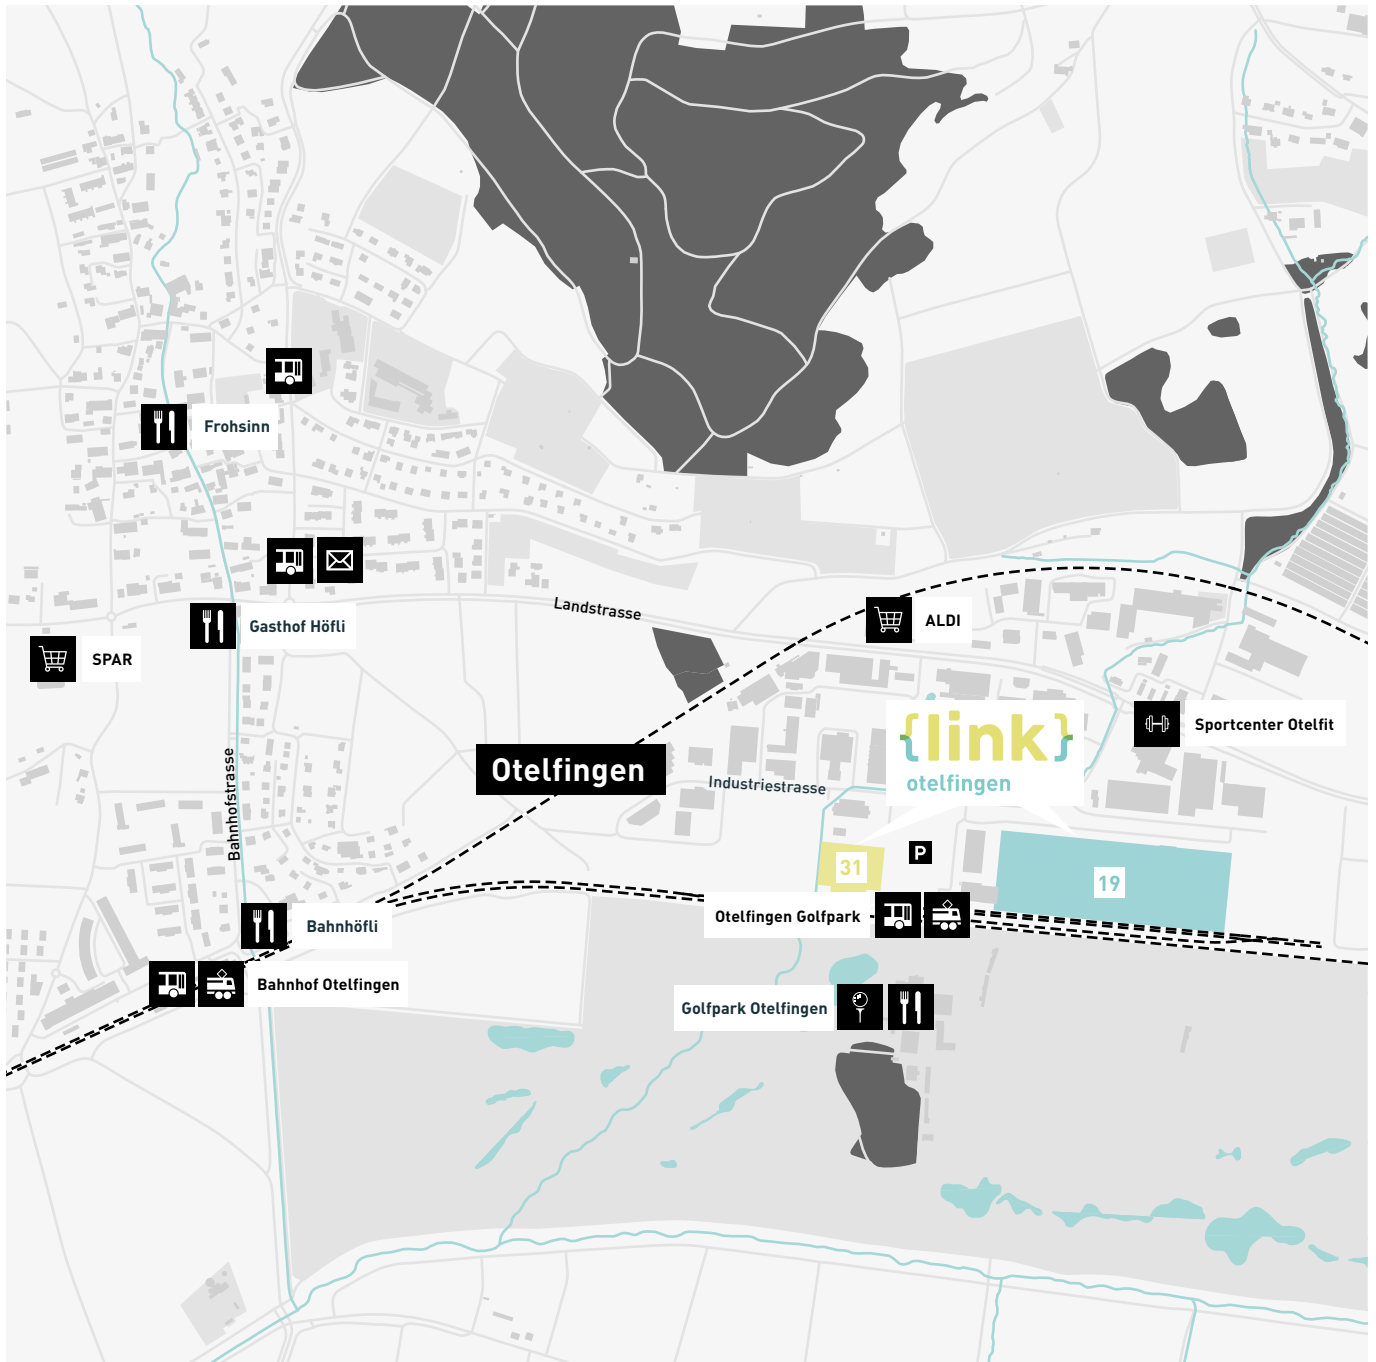 Frohsinn
Landstrasse
Gasthof Höfli
ALDI
SPAR
{link}
otelfingen
Sportcenter Otelfit
Otelfingen
Industriestrasse
Bahnhofstrasse
P
31
19
Otelfingen Golfpark
Bahnhöfli
Bahnhof Otelfingen
Golfpark Otelfingen